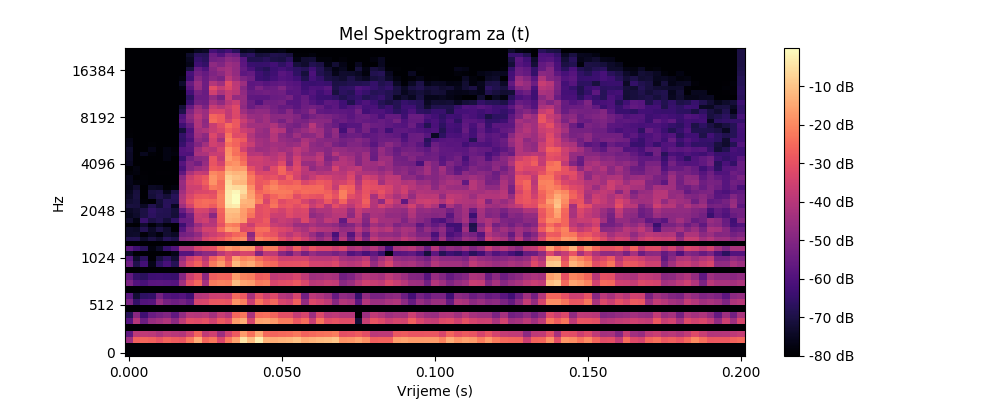 Mel Spektrogram za (t)
16384
8192
4096
2048
1024
512
0
Hz
0.000 0.050 0.100 0.150 0.200
Vrijeme (s)
-10 dB
-20 dB
-30 dB
-40 dB
-50 dB
-60 dB
-70 dB
-80 dB